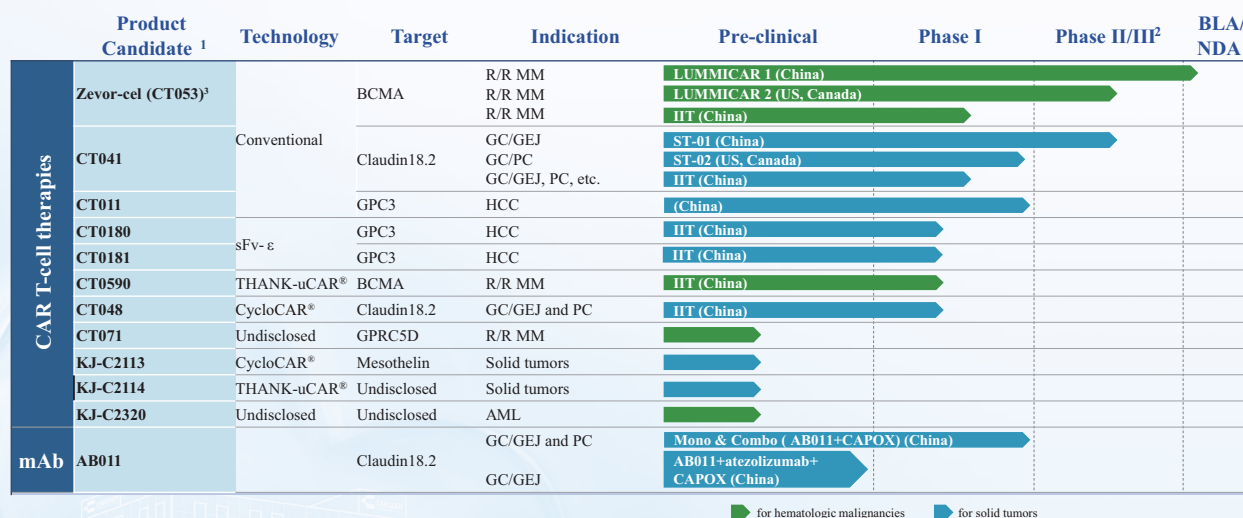 Product Candidate 1 Technology Target Indication Pre-clinical Phase I Phase II/III2 BLA/ NDA
CAR T-cell therapies
Zevor-cel (CT053)3 Conventional BCMA R/R MM LUMMICAR 1 (China)
R/R MM LUMMICAR 2 (US, Canada)
R/R MM IIT (China)
CT041 Claudin18.2 GC/GEJ ST-01 (China)
GC/PC ST-02 (US, Canada)
GC/GEJ, PC, etc. IIT (China)
CT011 GPC3 HCC (China)
CT0180 sFv- ε GPC3 HCC IIT (China)
CT0181 GPC3 HCC IIT (China)
CT0590 THANK-uCAR® BCMA R/R MM IIT (China)
CT048 CycloCAR® Claudin18.2 GC/GEJ and PC IIT (China)
CT071 Undisclosed GPRC5D R/R MM
KJ-C2113 CycloCAR® Mesothelin Solid tumors
KJ-C2114 THANK-uCAR® Undisclosed Solid tumors
KJ-C2320 Undisclosed Undisclosed AML
mAb AB011 Claudin18.2 GC/GEJ and PC Mono & Combo ( AB011+CAPOX) (China)
GC/GEJ AB011+atezolizumab+
CAPOX (China)
for hematologic malignancies for solid tumors